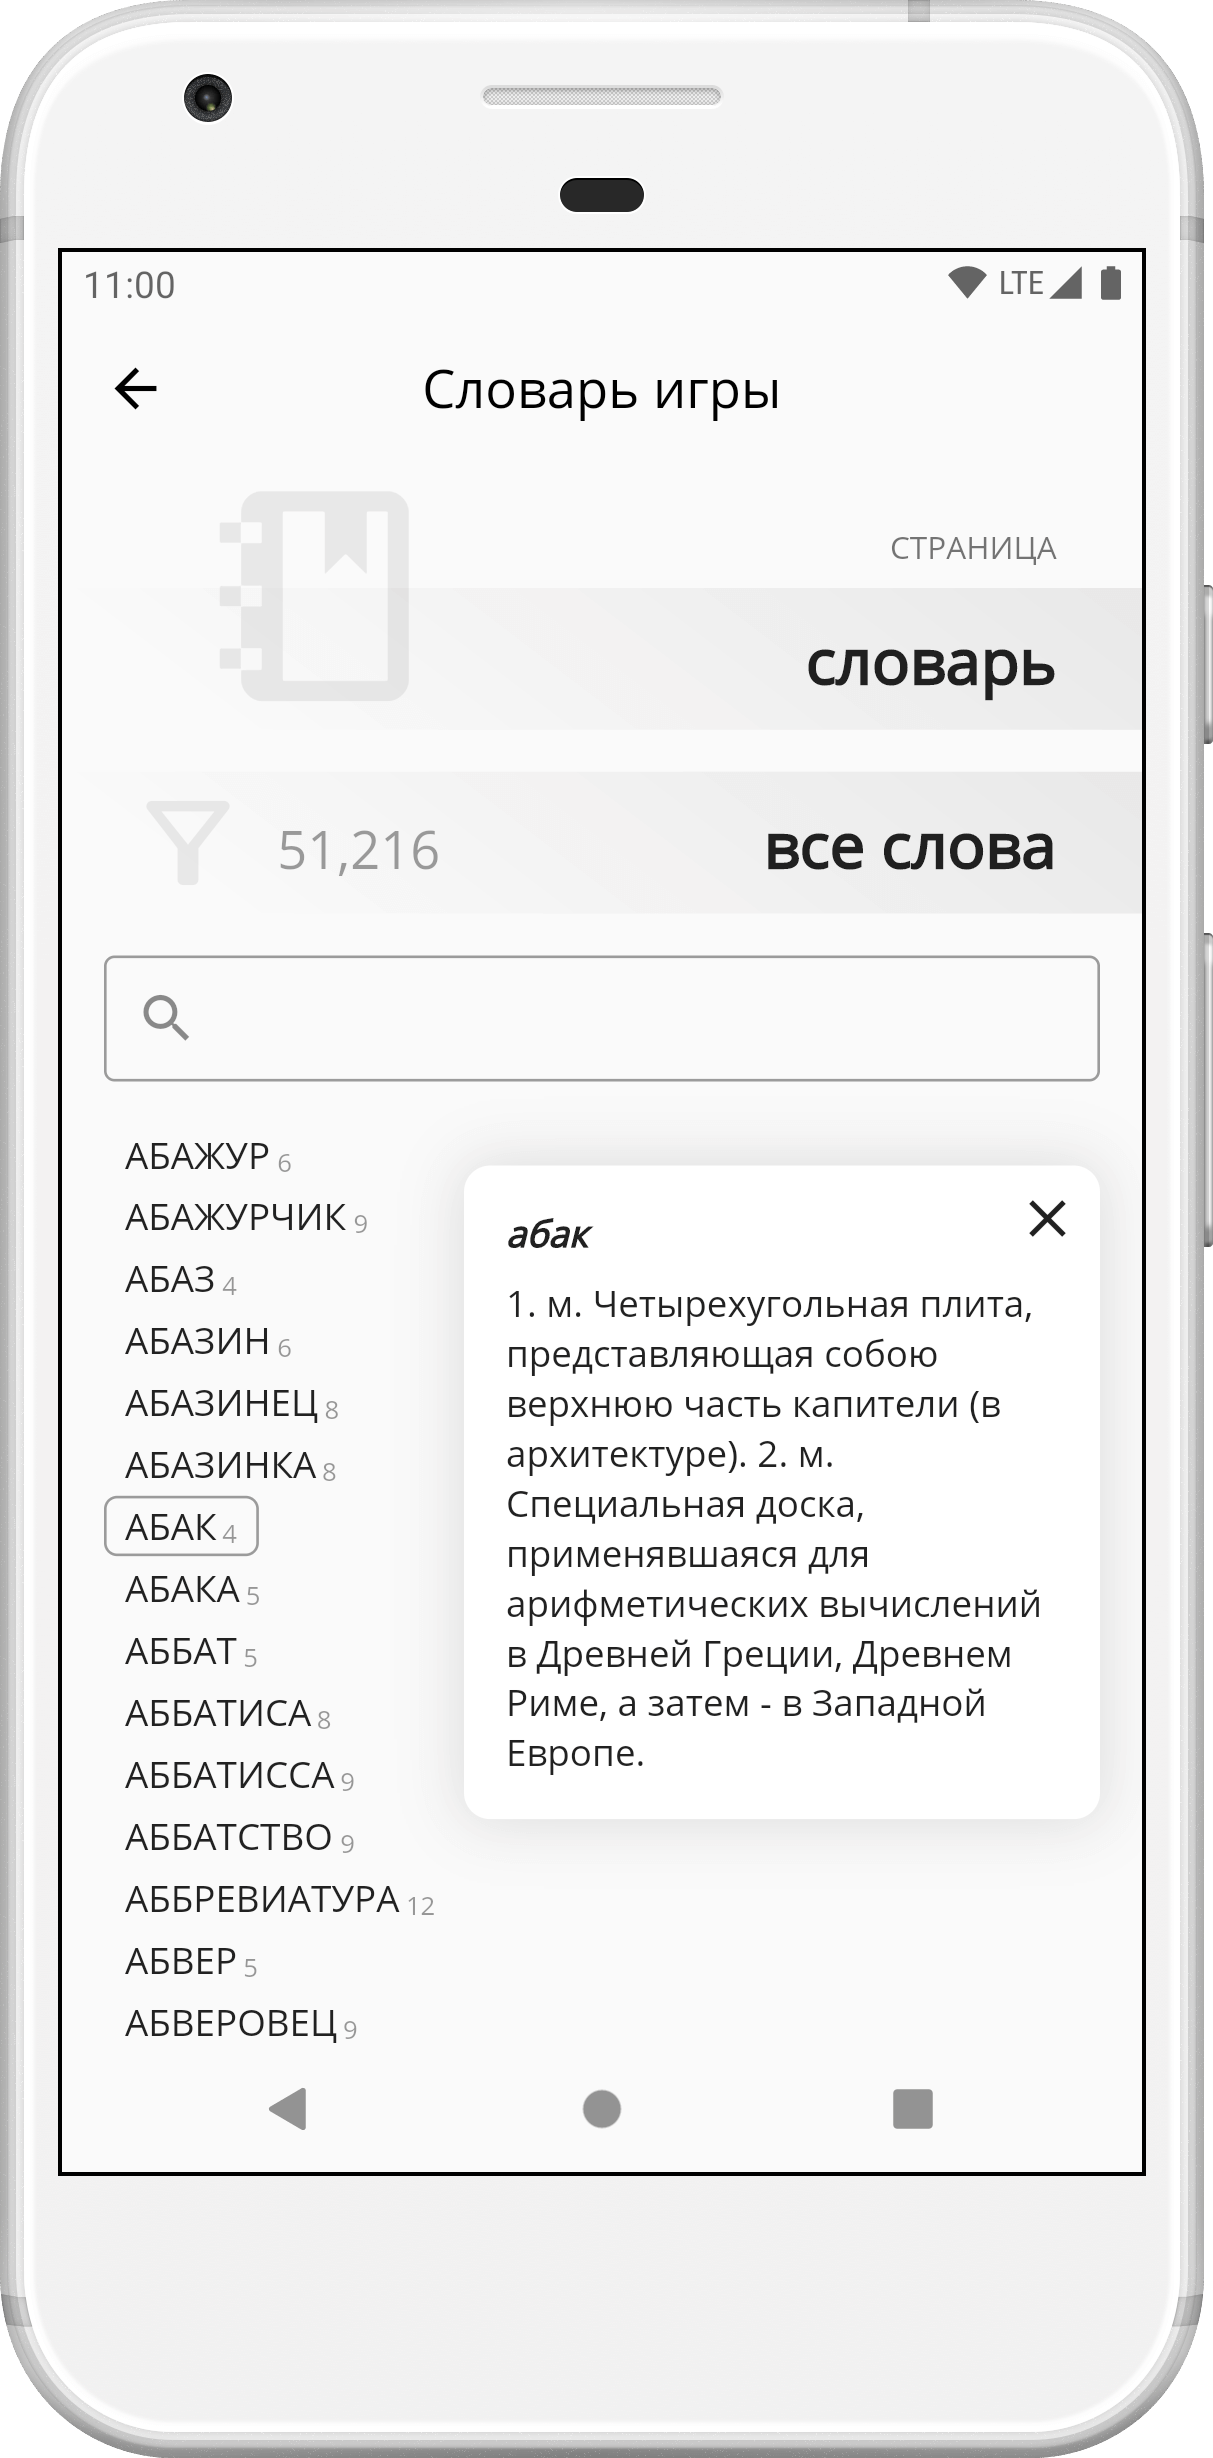 11:00
LTE
Словарь игры
СТРАНИЦА
словарь
51,216
все слова
АБАЖУР 6
АБАЖУРЧИК 9
АБАЗ 4
АБАЗИН 6
АБАЗИНЕЦ 8
АБАЗИНКА 8
АБАК 4
АБАКА 5
АББАТ 5
АББАТИСА 8
АББАТИССА 9
АББАТСТВО 9
АББРЕВИАТУРА 12
АБВЕР 5
АБВЕРОВЕЦ 9
абак
1. м. Четырехугольная плита,
представляющая собою
верхнюю часть капители (в
архитектуре). 2. м.
Специальная доска,
применявшаяся для
арифметических вычислений
в Древней Греции, Древнем
Риме, а затем - в Западной
Европе.